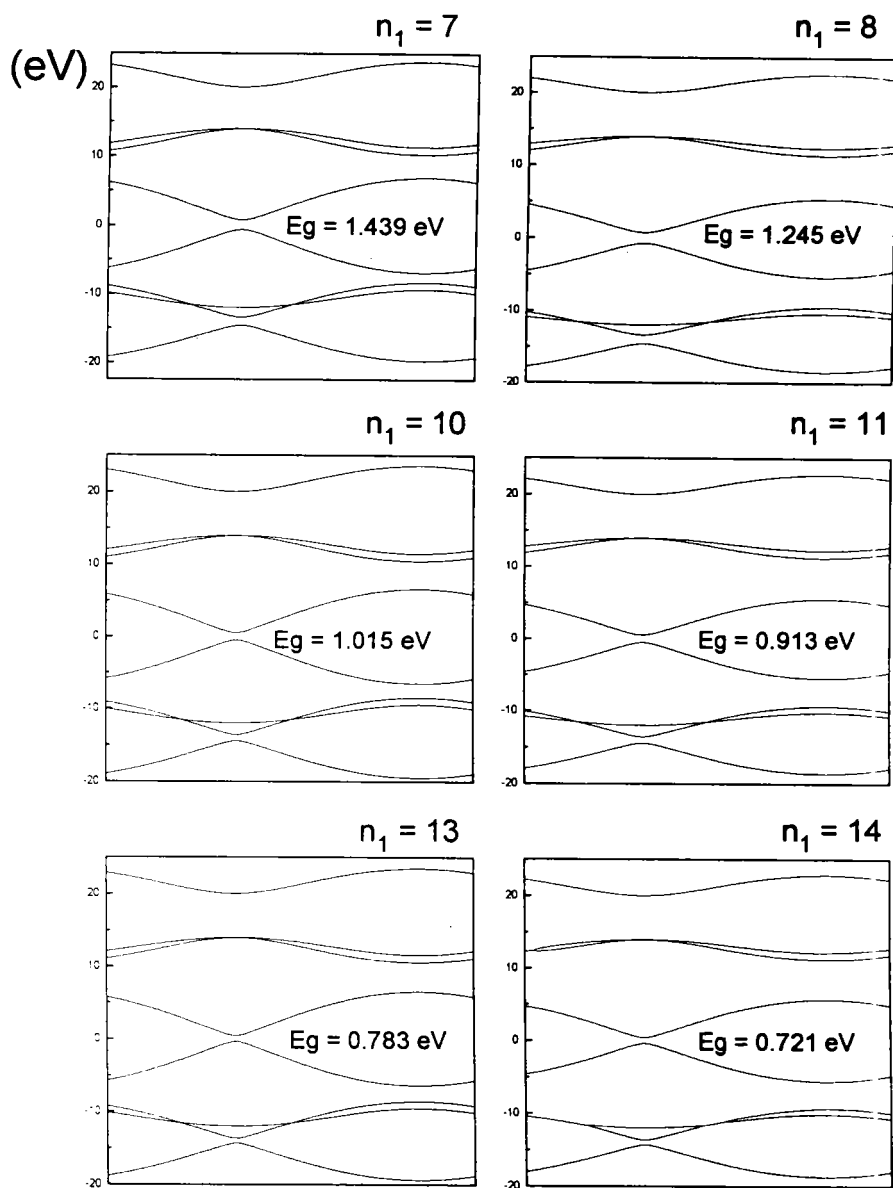 n1 = 7
n1 = 8
(eV)
20
10
0
-10
-20
Eg = 1.439 eV
20
10
0
-10
-20
Eg = 1.245 eV
n1 = 10
n1 = 11
20
10
0
-10
-20
Eg = 1.015 eV
20
10
0
-10
-20
Eg = 0.913 eV
n1 = 13
n1 = 14
20
10
0
-10
-20
Eg = 0.783 eV
20
10
0
-10
-20
Eg = 0.721 eV